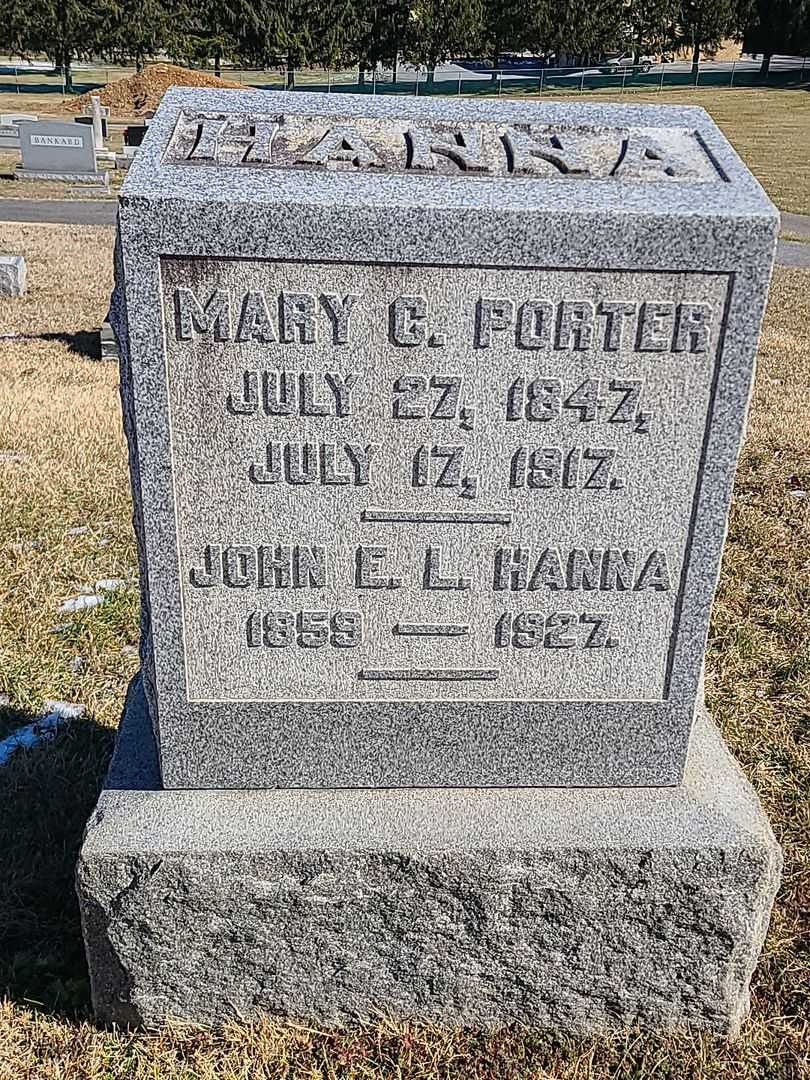 HANNA
BANKARD
MARY C. PORTER
JULY 27, 1847,
JULY 17, 1917.
JOHN E. L. HANNA
1859 — 1927.